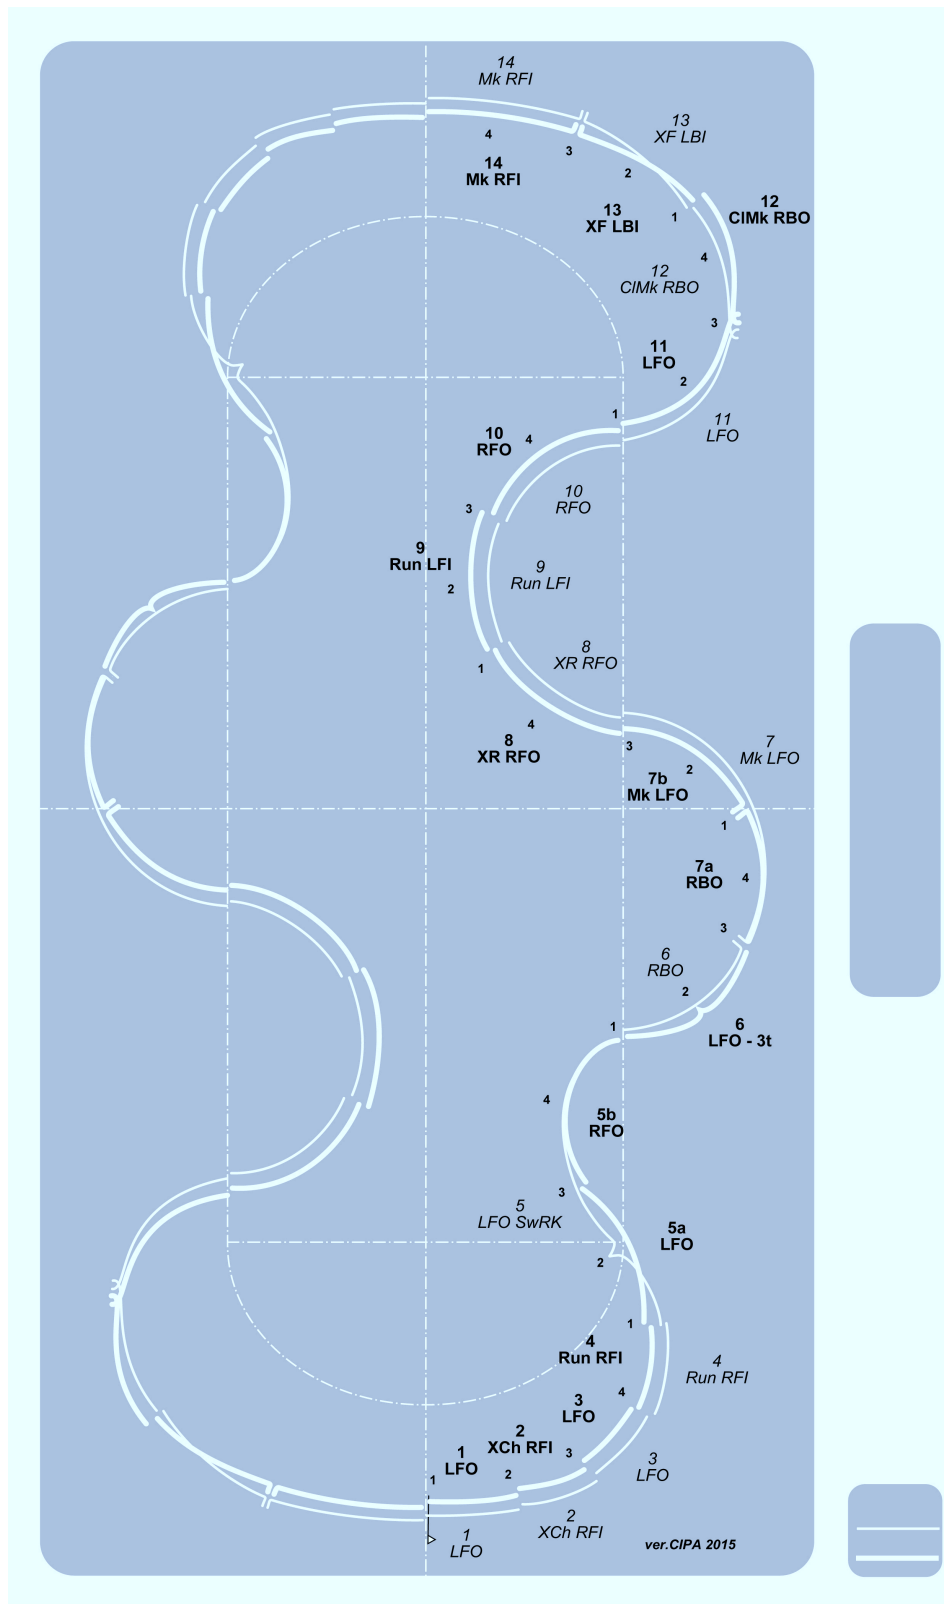 14
Mk RFI
13
XF LBI
4
3
14
Mk RFI
2
12
ClMk RBO
13
XF LBI
1
4
12
ClMk RBO
3
11
LFO
2
1
11
LFO
10
RFO
4
10
RFO
3
9
Run LFI
2
9
Run LFI
8
XR RFO
1
4
8
XR RFO
3
7
Mk LFO
2
7b
Mk LFO
1
7a
RBO
4
3
6
RBO
2
1
6
LFO - 3t
4
5b
RFO
3
5
LFO SwRK
5a
LFO
2
1
4
Run RFI
4
Run RFI
4
3
LFO
2
XCh RFI
3
1
LFO
2
1
3
LFO
2
XCh RFI
1
LFO
ver.CIPA 2015